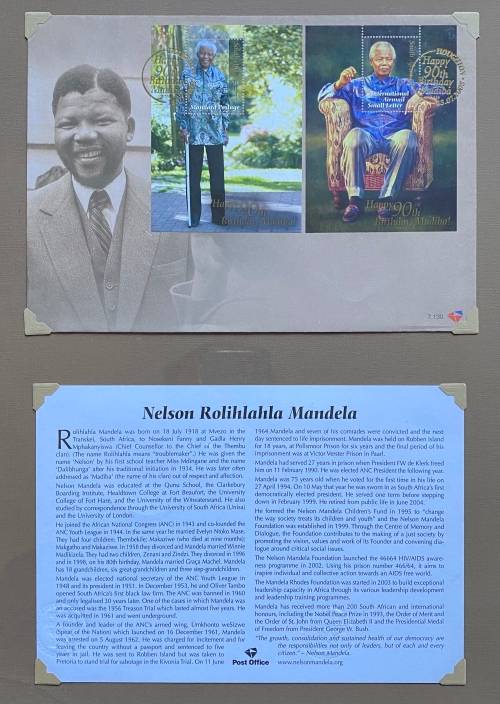 Happy
90th
Birthday
Madiba
Standard Postage
Happy 90th
Birthday, Madiba!
International
Airmail
Small Letter
Happy
90th
Birthday
Madiba
Happy 90th
Birthday, Madiba!
7.130
Nelson Rolihlahla Mandela
Rolihlahla Mandela was born on 18 July 1918 at Mvezo in the
Transkei, South Africa, to Nosekeni Fanny and Gadla Henry
Mphakanyiswa (Chief Counsellor to the Chief of the Thembu
clan). (The name Rolihlahla means "troublemaker".) He was given the
name 'Nelson' by his first school teacher Miss Mdingane and the name
'Dalibhunga' after his traditional initiation in 1934. He was later often
addressed as 'Madiba' (the name of his clan) out of respect and affection.
Nelson Mandela was educated at the Qunu School, the Clarkebury
Boarding Institute, Healdtown College at Fort Beaufort, the University
College of Fort Hare, and the University of the Witwatersrand. He also
studied by correspondence through the University of South Africa (Unisa)
and the University of London.
He joined the African National Congress (ANC) in 1943 and co-founded the
ANC Youth League in 1944. In the same year he married Evelyn Ntoko Mase.
They had four children; Thembekile; Makaziwe (who died at nine months);
Makgatho and Makaziwe. In 1958 they divorced and Mandela married Winnie
Madikizela. They had two children, Zenani and Zindzi. They divorced in 1996
and in 1998, on his 80th birthday, Mandela married Graça Machel. Mandela
has 18 grandchildren, six great-grandchildren and three step-grandchildren.
Mandela was elected national secretary of the ANC Youth League in
1948 and its president in 1951. In December 1953, he and Oliver Tambo
opened South Africa's first black law firm. The ANC was banned in 1960
and only legalised 30 years later. One of the cases in which Mandela was
an accused was the 1956 Treason Trial which lasted almost five years. He
was acquitted in 1961 and went underground.
A founder and leader of the ANC's armed wing, Umkhonto weSizwe
(Spear of the Nation) which launched on 16 December 1961, Mandela
was arrested on 5 August 1962. He was charged for incitement and for
leaving the country without a passport and sentenced to five
years in jail. He was sent to Robben Island but was taken to
Pretoria to stand trial for sabotage in the Rivonia Trial. On 11 June
1964 Mandela and seven of his comrades were convicted and the next
day sentenced to life imprisonment. Mandela was held on Robben Island
for 18 years, at Pollsmoor Prison for six years and the final period of his
imprisonment was at Victor Verster Prison in Paarl.
Mandela had served 27 years in prison when President FW de Klerk freed
him on 11 February 1990. He was elected ANC President the following year.
Mandela was 75 years old when he voted for the first time in his life on
27 April 1994. On 10 May that year he was sworn in as South Africa's first
democratically elected president. He served one term before stepping
down in February 1999. He retired from public life in June 2004.
He formed the Nelson Mandela Children's Fund in 1995 to "change
the way society treats its children and youth" and the Nelson Mandela
Foundation was established in 1999. Through the Centre of Memory and
Dialogue, the Foundation contributes to the making of a just society by
promoting the vision, values and work of its Founder and convening dia-
logue around critical social issues.
The Nelson Mandela Foundation launched the 46664 HIV/AIDS aware-
ness programme in 2002. Using his prison number 466/64, it aims
to inspire individual and collective action towards an AIDS free world.
The Mandela Rhodes Foundation was started in 2003 to build exceptional
leadership capacity in Africa through its various leadership development
and leadership training programmes.
Mandela has received more than 200 South African and international
honours, including the Nobel Peace Prize in 1993, the Order of Merit and
the Order of St. John from Queen Elizabeth II and the Presidential Medal
of Freedom from President George W. Bush.
"The growth, consolidation and sustained health of our democracy are
the responsibilities not only of leaders, but of each and every
citizen." – Nelson Mandela.
Post Office
www.nelsonmandela.org